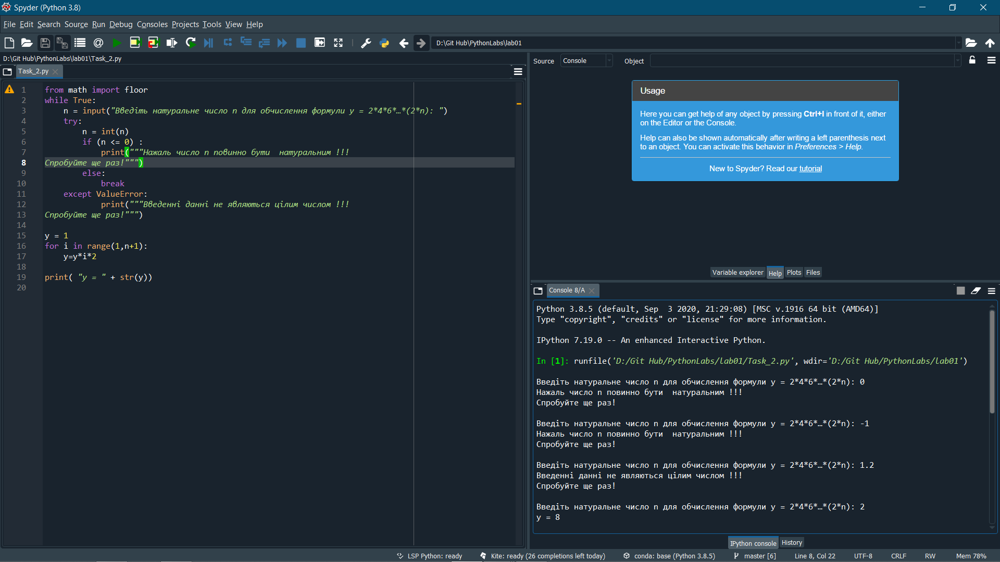 Spyder (Python 3.8)
File Edit Search Source Run Debug Consoles Projects Tools View Help
D:\Git Hub\PythonLabs\lab01
D:\Git Hub\PythonLabs\lab01\Task_2.py
Task_2.py
1 from math import floor
2 while True:
3 n = input("Введіть натуральне число n для обчислення формули y = 2*4*6*…*(2*n): ")
4 try:
5 n = int(n)
6 if (n <= 0) :
7 print("""Нажаль число n повинно бути  натуральним !!!
8 Спробуйте ще раз!""")
9 else:
10 break
11 except ValueError:
12 print("""Введенні данні не являються цілим числом !!!
13 Спробуйте ще раз!""")
14
15 y = 1
16 for i in range(1,n+1):
17 y=y*i*2
18
19 print( "y = " + str(y))
20
Source Console Object
Usage
Here you can get help of any object by pressing Ctrl+I in front of it, either
on the Editor or the Console.
Help can also be shown automatically after writing a left parenthesis next
to an object. You can activate this behavior in Preferences > Help.
New to Spyder? Read our tutorial
Variable explorer Help Plots Files
Console 8/A
Python 3.8.5 (default, Sep  3 2020, 21:29:08) [MSC v.1916 64 bit (AMD64)]
Type "copyright", "credits" or "license" for more information.
IPython 7.19.0 -- An enhanced Interactive Python.
In [1]: runfile('D:/Git Hub/PythonLabs/lab01/Task_2.py', wdir='D:/Git Hub/PythonLabs/lab01')
Введіть натуральне число n для обчислення формули y = 2*4*6*…*(2*n): 0
Нажаль число n повинно бути  натуральним !!!
Спробуйте ще раз!
Введіть натуральне число n для обчислення формули y = 2*4*6*…*(2*n): -1
Нажаль число n повинно бути  натуральним !!!
Спробуйте ще раз!
Введіть натуральне число n для обчислення формули y = 2*4*6*…*(2*n): 1.2
Введенні данні не являються цілим числом !!!
Спробуйте ще раз!
Введіть натуральне число n для обчислення формули y = 2*4*6*…*(2*n): 2
y = 8
IPython console History
LSP Python: ready Kite: ready (26 completions left today) conda: base (Python 3.8.5) master [6] Line 8, Col 22 UTF-8 CRLF RW Mem 78%